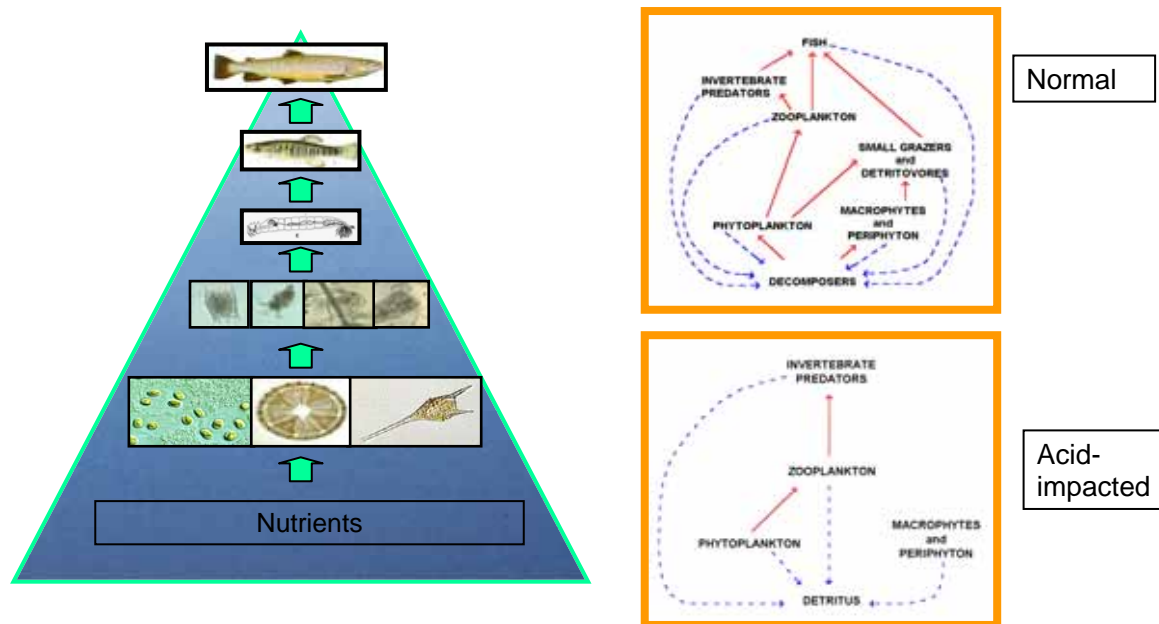 Nutrients
FISH
INVERTEBRATE
PREDATORS
ZOOPLANKTON
SMALL GRAZERS
and
DETRITOVORES
MACROPHYTES
and
PERIPHYTON
PHYTOPLANKTON
DECOMPOSERS
Normal
INVERTEBRATE
PREDATORS
ZOOPLANKTON
MACROPHYTES
and
PERIPHYTON
PHYTOPLANKTON
DETRITUS
Acid-
impacted